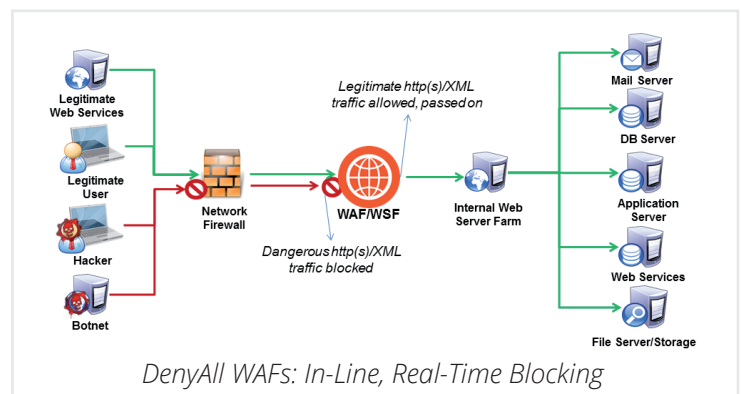 Legitimate
Web Services
Legitimate
User
Hacker
Botnet
Network
Firewall
Legitimate http(s)/XML
traffic allowed, passed on
WAF/WSF
Dangerous http(s)/XML
traffic blocked
Internal Web
Server Farm
Mail Server
DB Server
Application
Server
Web Services
File Server/Storage
DenyAll WAFs: In-Line, Real-Time Blocking